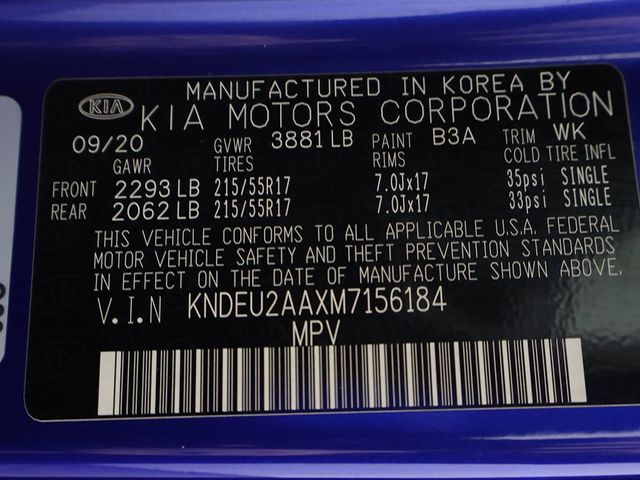 MANUFACTURED IN KOREA BY
KIA KIA MOTORS CORPORATION
09/20 GVWR 3881 LB PAINT B3A TRIM WK
GAWR TIRES RIMS COLD TIRE INFL
FRONT 2293 LB 215/55R17 7.0Jx17 35psi SINGLE
REAR 2062 LB 215/55R17 7.0Jx17 33psi SINGLE
THIS VEHICLE CONFORMS TO ALL APPLICABLE U.S.A. FEDERAL
MOTOR VEHICLE SAFETY AND THEFT PREVENTION STANDARDS
IN EFFECT ON THE DATE OF MANUFACTURE SHOWN ABOVE.
V.I.N KNDEU2AAXM7156184
MPV